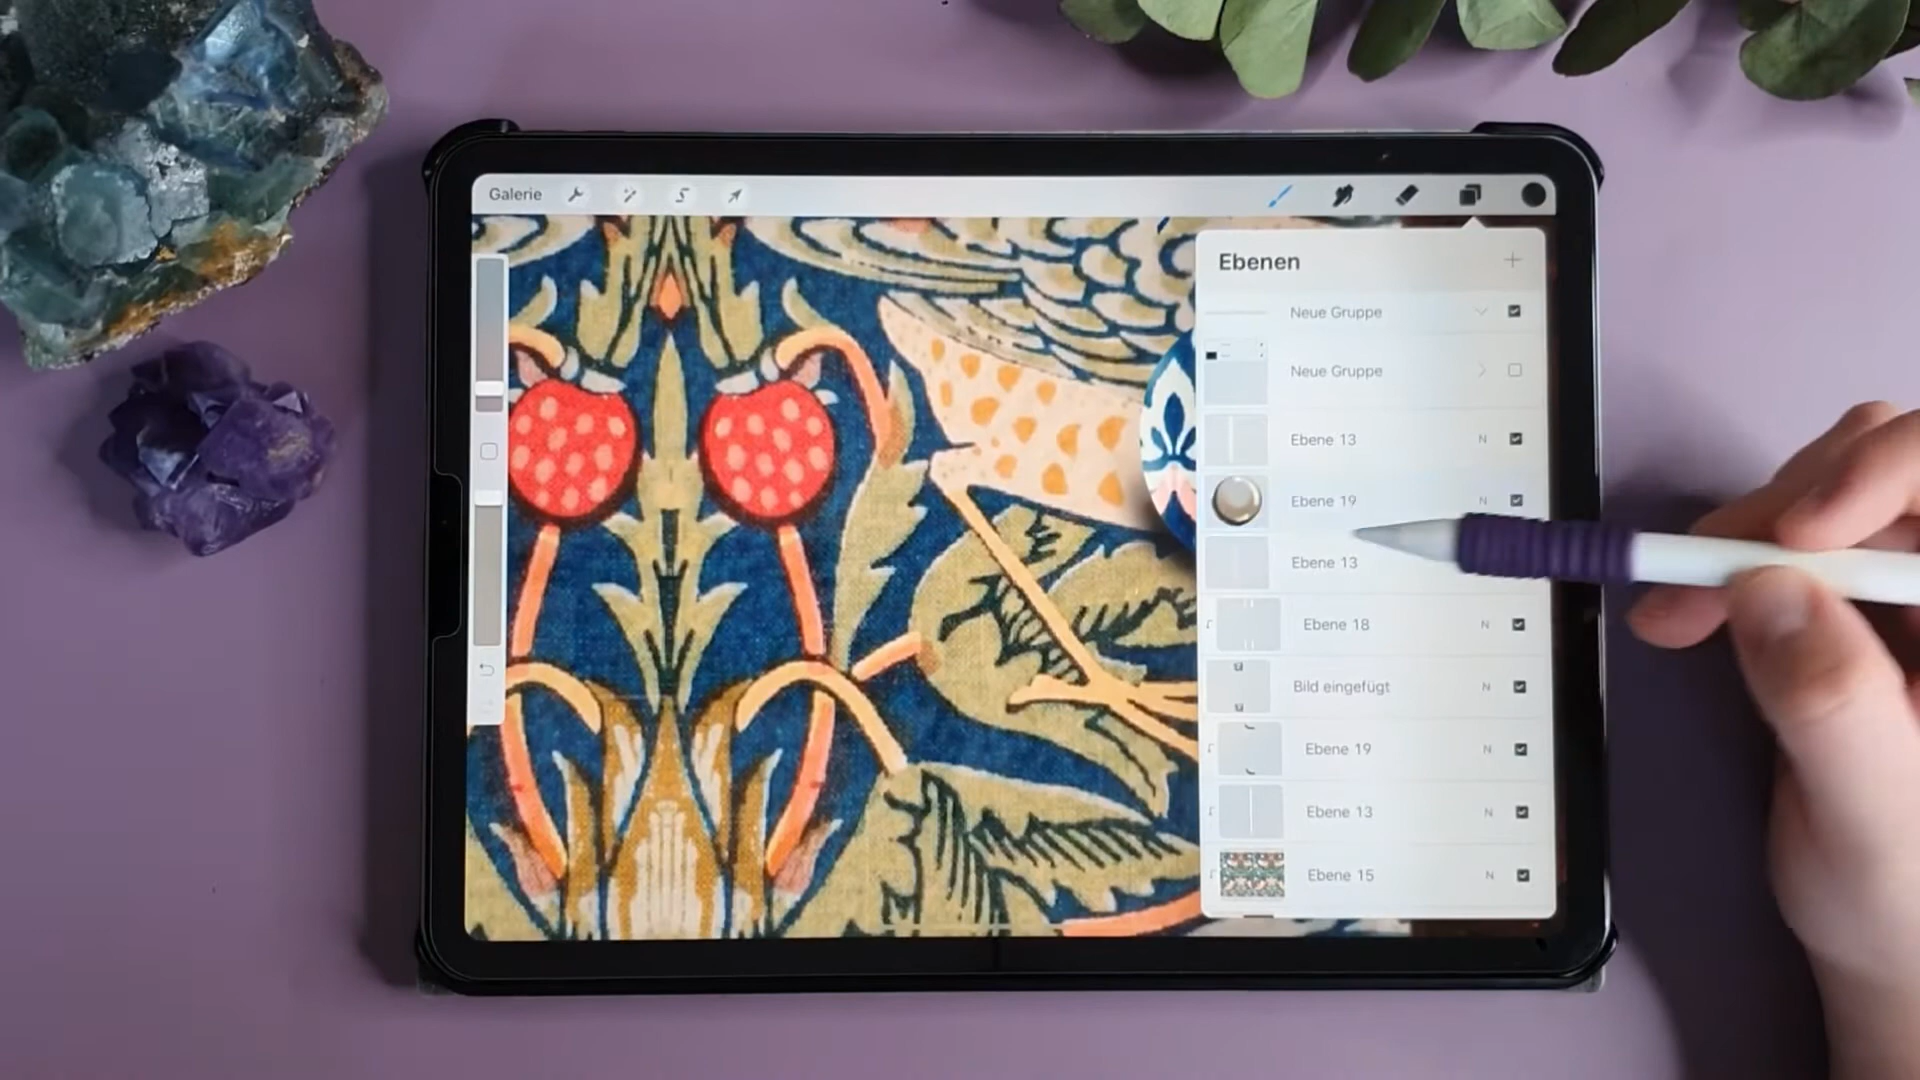 Galerie
Ebenen
Neue Gruppe
Neue Gruppe
Ebene 13 N
Ebene 19 N
Ebene 13
Ebene 18 N
Bild eingefügt N
Ebene 19 N
Ebene 13 N
Ebene 15 N